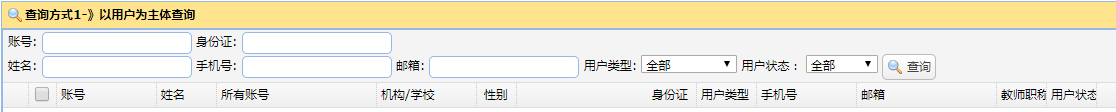 查询方式1-》以用户为主体查询
账号: 身份证:
姓名: 手机号: 邮箱: 用户类型: 全部 用户状态： 全部 查询
账号 姓名 所有账号 机构/学校 性别 身份证 用户类型 手机号 邮箱 教师职称 用户状态